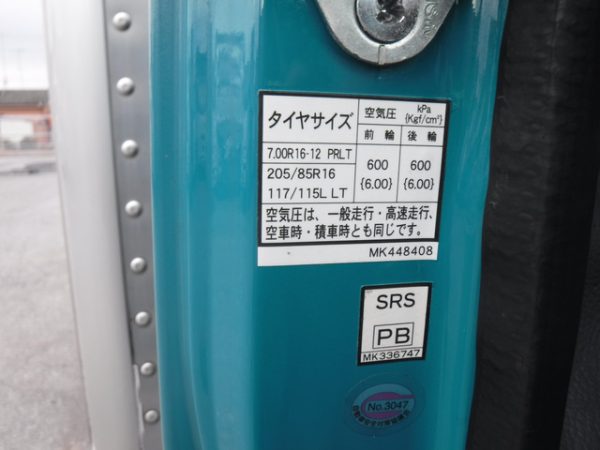 タイヤサイズ 空気圧 kPa {Kgf/cm²}
前輪 後輪
7.00R16-12 PRLT
205/85R16
117/115L LT
600 600
{6.00} {6.00}
空気圧は、一般走行・高速走行、
空車時・積車時とも同じです。
MK448408
SRS
PB
MK336747
No.3047